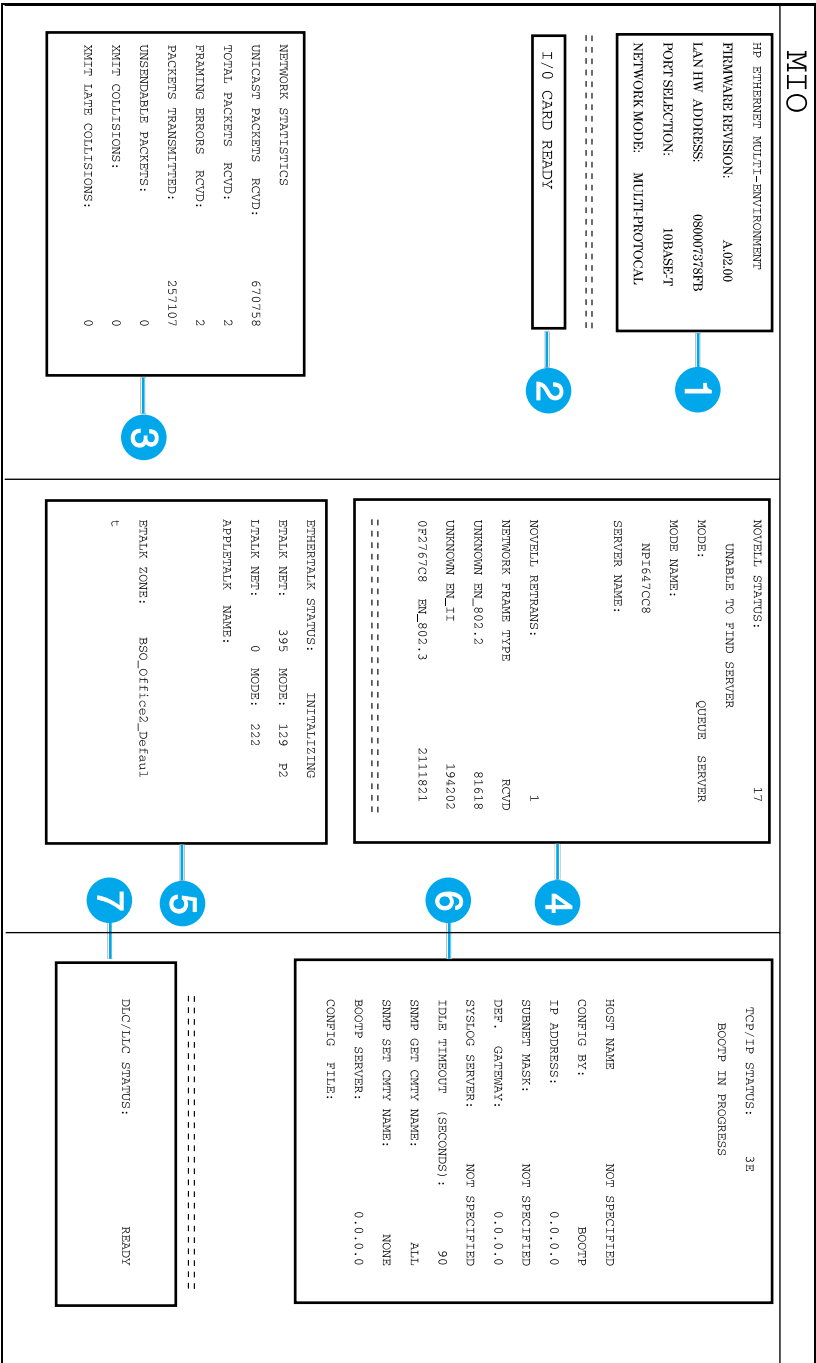 MIO
HP ETHERNET MULTI-ENVIRONMENT
FIRMWARE REVISION: A.02.00
LAN HW ADDRESS: 080007378FB
PORT SELECTION: 10BASE-T
NETWORK MODE: MULTI-PROTOCAL
1
I/O CARD READY
2
NETWORK STATISTICS
UNICAST PACKETS RCVD: 670758
TOTAL PACKETS RCVD: 2
FRAMING ERRORS RCVD: 2
PACKETS TRANSMITTED: 257107
UNSENDABLE PACKETS: 0
XMIT COLLISIONS: 0
XMIT LATE COLLISIONS: 0
3
NOVELL STATUS: 17
UNABLE TO FIND SERVER
MODE: QUEUE SERVER
MODE NAME:
NPI647CC8
SERVER NAME:
NOVELL RETRANS: 1
NETWORK FRAME TYPE RCVD
UNKNOWN EN_802.2 81618
UNKNOWN EN_II 194202
0F2767C8 EN_802.3 2111821
4
ETHERTALK STATUS: INITALIZING
ETALK NET: 395 MODE: 129 P2
LTALK NET: 0 MODE: 222
APPLETALK NAME:
ETALK ZONE: BSO_Office2_Defaul
t
5
TCP/IP STATUS: 3E
BOOTP IN PROGRESS
HOST NAME NOT SPECIFIED
CONFIG BY: BOOTP
IP ADDRESS: 0.0.0.0
SUBNET MASK: NOT SPECIFIED
DEF. GATEWAY: 0.0.0.0
SYSLOG SERVER: NOT SPECIFIED
IDLE TIMEOUT (SECONDS): 90
SNMP GET CMTY NAME: ALL
SNMP SET CMTY NAME: NONE
BOOTP SERVER: 0.0.0.0
CONFIG FILE:
6
DLC/LLC STATUS: READY
7